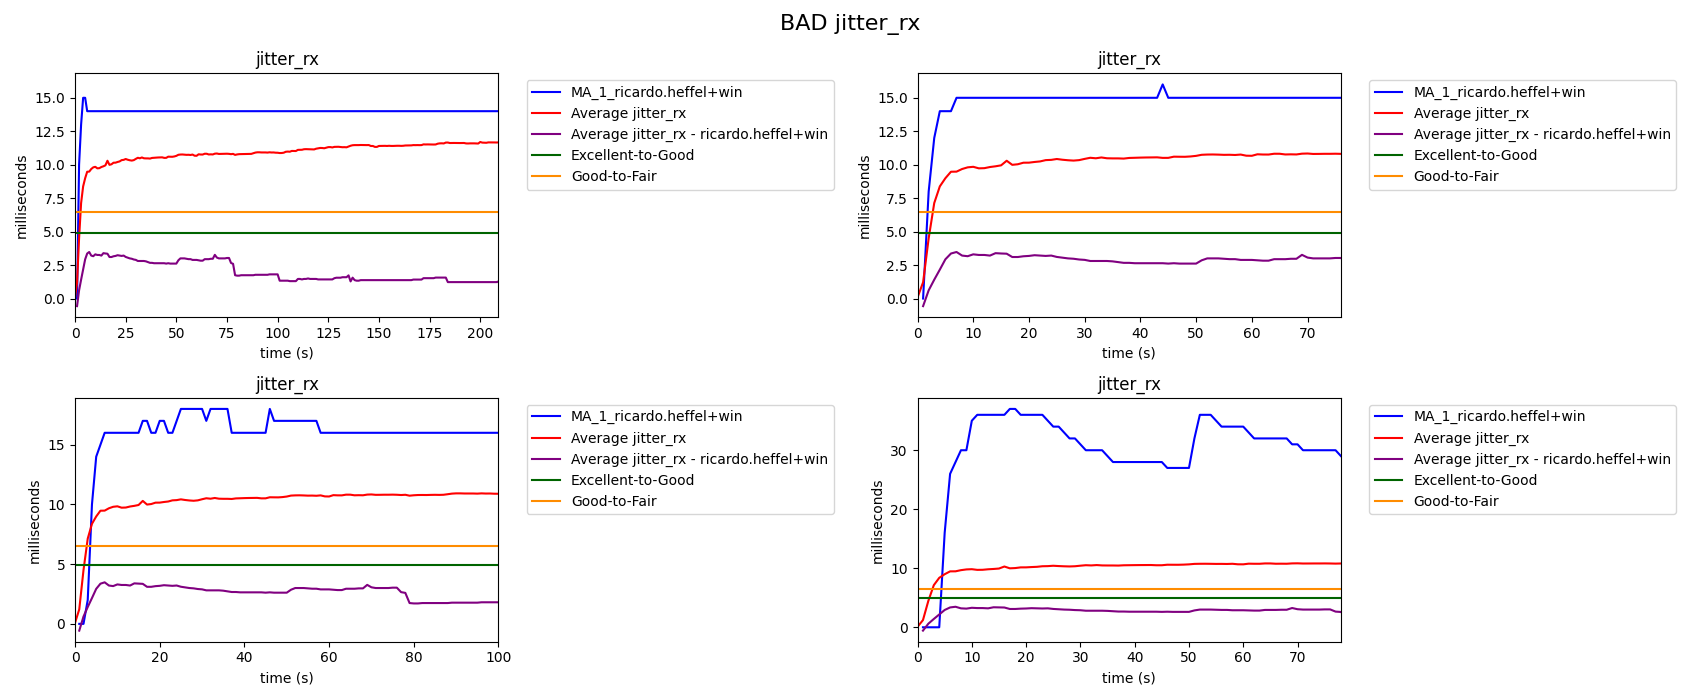 BAD jitter_rx
jitter_rx
milliseconds
15.0
12.5
10.0
7.5
5.0
2.5
0.0
0 25 50 75 100 125 150 175 200
time (s)
MA_1_ricardo.heffel+win
Average jitter_rx
Average jitter_rx - ricardo.heffel+win
Excellent-to-Good
Good-to-Fair
jitter_rx
milliseconds
15.0
12.5
10.0
7.5
5.0
2.5
0.0
0 10 20 30 40 50 60 70
time (s)
MA_1_ricardo.heffel+win
Average jitter_rx
Average jitter_rx - ricardo.heffel+win
Excellent-to-Good
Good-to-Fair
jitter_rx
milliseconds
15
10
5
0
0 20 40 60 80 100
time (s)
MA_1_ricardo.heffel+win
Average jitter_rx
Average jitter_rx - ricardo.heffel+win
Excellent-to-Good
Good-to-Fair
jitter_rx
milliseconds
30
20
10
0
0 10 20 30 40 50 60 70
time (s)
MA_1_ricardo.heffel+win
Average jitter_rx
Average jitter_rx - ricardo.heffel+win
Excellent-to-Good
Good-to-Fair